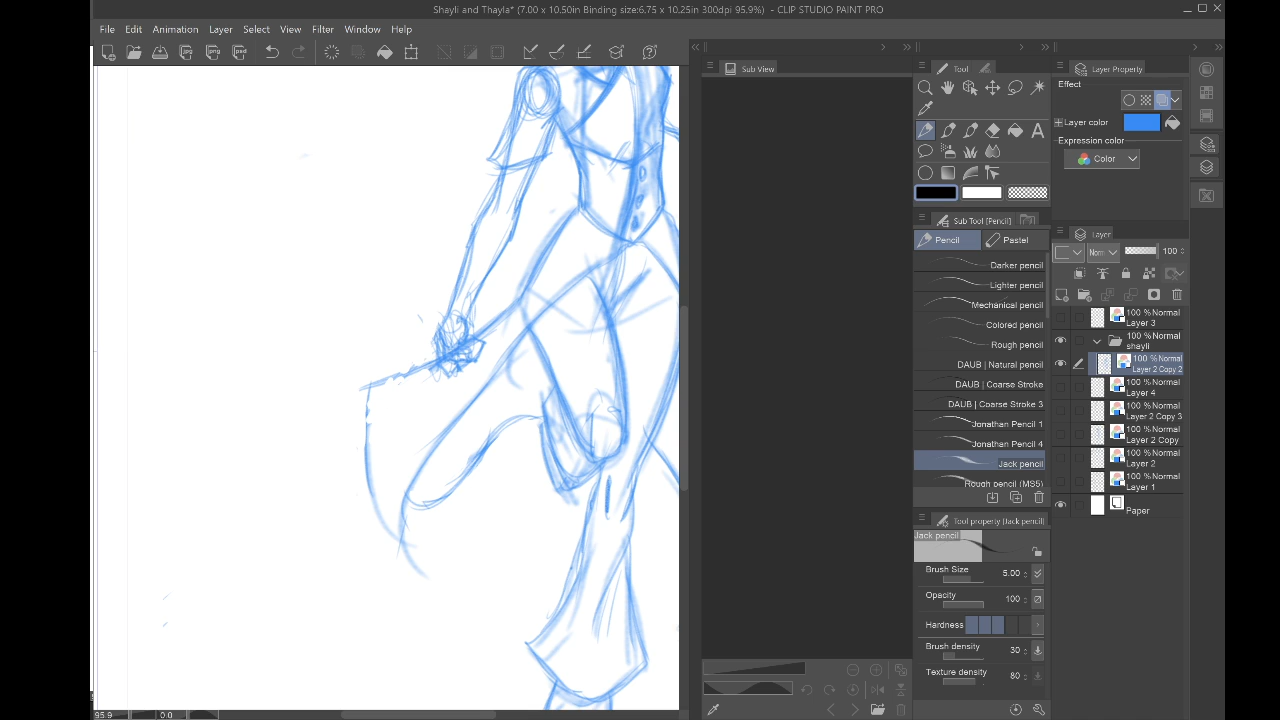 Shayli and Thayla* (7.00 x 10.50in Binding size:6.75 x 10.25in 300dpi 95.9%) - CLIP STUDIO PAINT PRO
File Edit Animation Layer Select View Filter Window Help
Sub View
Tool
Sub Tool [Pencil]
Pencil Pastel
Darker pencil
Lighter pencil
Mechanical pencil
Colored pencil
Rough pencil
DAUB | Natural pencil
DAUB | Coarse Stroke
DAUB | Coarse Stroke 3
Jonathan Pencil 1
Jonathan Pencil 4
Jack pencil
Rough pencil (MS5)
Tool property [Jack pencil]
Jack pencil
Brush Size 5.00
Opacity 100
Hardness
Brush density 30
Texture density 80
Layer Property
Effect
Layer color
Expression color
Color
Layer
Norm 100
100 %Normal
Layer 3
100 %Normal
shayli
100 %Normal
Layer 2 Copy 2
100 %Normal
Layer 4
100 %Normal
Layer 2 Copy 3
100 %Normal
Layer 2 Copy
100 %Normal
Layer 2
100 %Normal
Layer 1
Paper
95.9 0.0